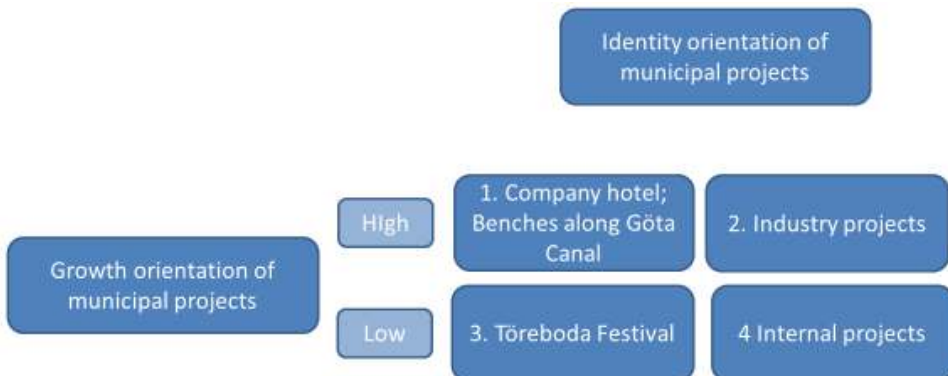 Identity orientation of
municipal projects
HIgh
1. Company hotel;
Benches along Göta
Canal
2. Industry projects
Growth orientation of
municipal projects
Low
3. Töreboda Festival
4 Internal projects